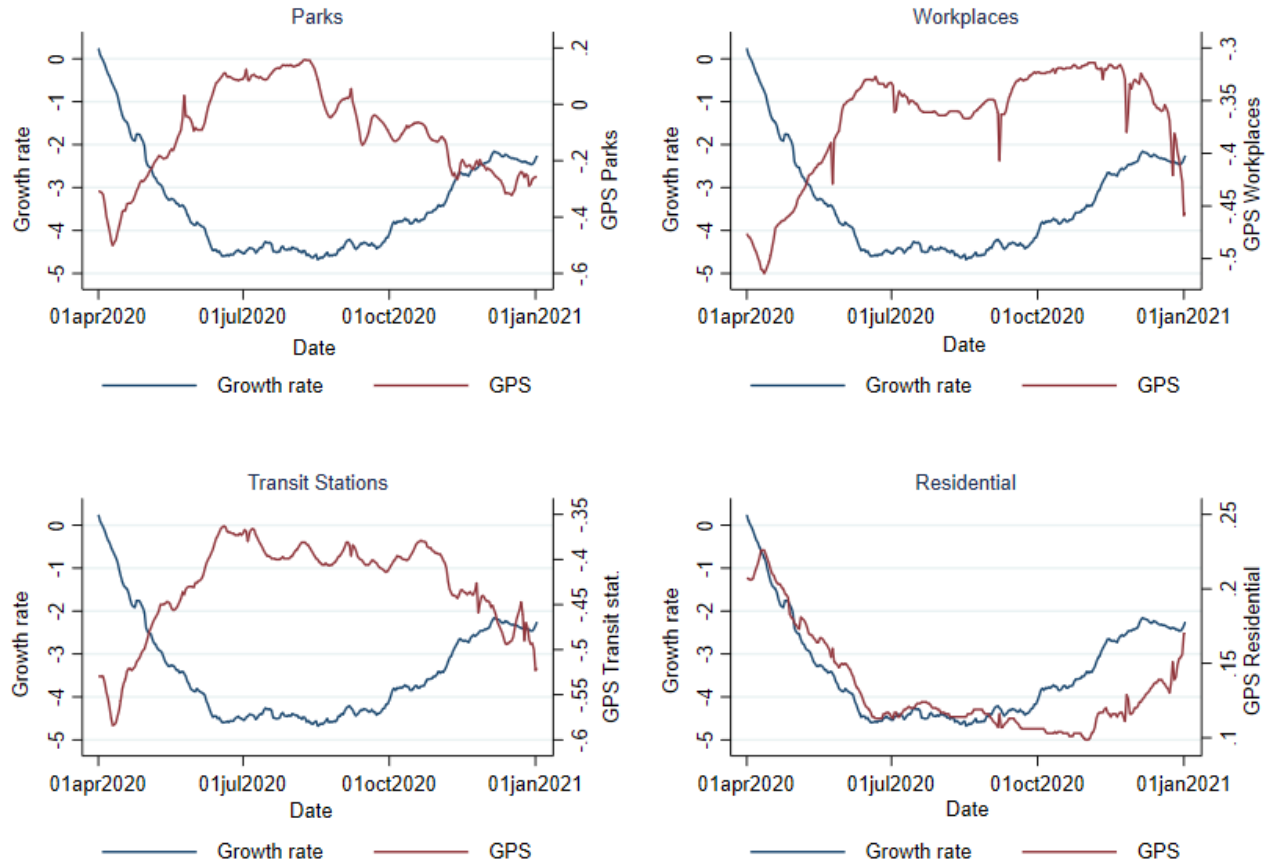 Parks
Growth rate
0
-1
-2
-3
-4
-5
.2
0
-.2
-.4
-.6
GPS Parks
01apr2020 01jul2020 01oct2020 01jan2021
Date
Growth rate GPS
Workplaces
Growth rate
0
-1
-2
-3
-4
-5
-.3
-.35
-.4
-.45
-.5
GPS Workplaces
01apr2020 01jul2020 01oct2020 01jan2021
Date
Growth rate GPS
Transit Stations
Growth rate
0
-1
-2
-3
-4
-5
-.35
-.4
-.45
-.5
-.55
-.6
GPS Transit stat.
01apr2020 01jul2020 01oct2020 01jan2021
Date
Growth rate GPS
Residential
Growth rate
0
-1
-2
-3
-4
-5
.25
.2
.15
.1
GPS Residential
01apr2020 01jul2020 01oct2020 01jan2021
Date
Growth rate GPS